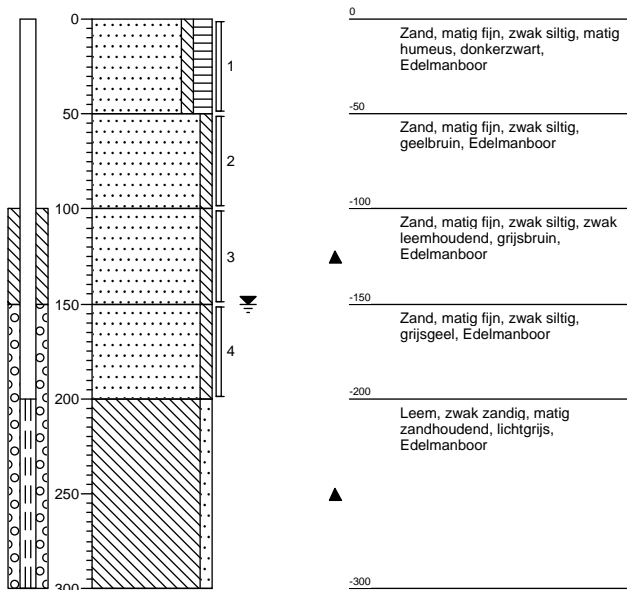 0
50
100
150
200
250
300
1
2
3
4
0
Zand, matig fijn, zwak siltig, matig
humeus, donkerzwart,
Edelmanboor
-50
Zand, matig fijn, zwak siltig,
geelbruin, Edelmanboor
-100
Zand, matig fijn, zwak siltig, zwak
leemhoudend, grijsbruin,
Edelmanboor
-150
Zand, matig fijn, zwak siltig,
grijsgeel, Edelmanboor
-200
Leem, zwak zandig, matig
zandhoudend, lichtgrijs,
Edelmanboor
-300